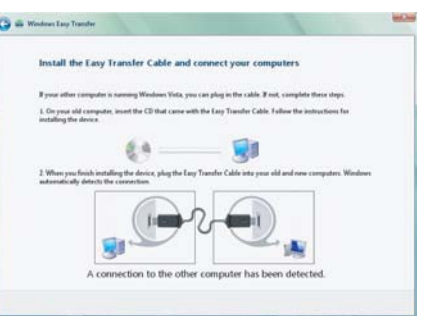 Windows Easy Transfer
Install the Easy Transfer Cable and connect your computers
If your other computer is running Windows Vista, you can plug in the cable. If not, complete these steps.
1. On your old computer, insert the CD that came with the Easy Transfer Cable. Follow the instructions for
installing the device.
2. When you finish installing the device, plug the Easy Transfer Cable into your old and new computers. Windows
automatically detects the connection.
A connection to the other computer has been detected.